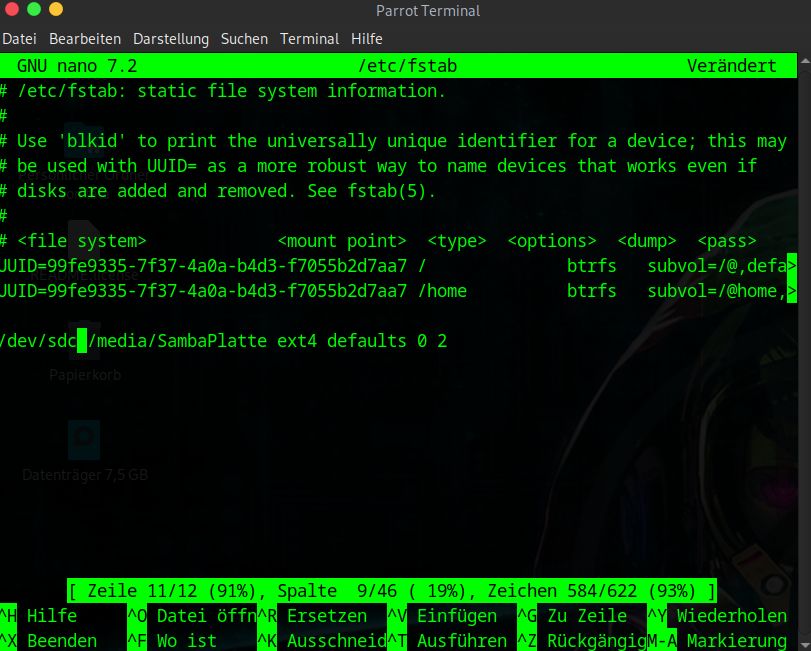 Parrot Terminal
Datei Bearbeiten Darstellung Suchen Terminal Hilfe
GNU nano 7.2 /etc/fstab Verändert
# /etc/fstab: static file system information.
#
# Use 'blkid' to print the universally unique identifier for a device; this may
# be used with UUID= as a more robust way to name devices that works even if
# disks are added and removed. See fstab(5).
#
# <file system> <mount point> <type> <options> <dump> <pass>
UUID=99fe9335-7f37-4a0a-b4d3-f7055b2d7aa7 / btrfs subvol=/@,defa>
UUID=99fe9335-7f37-4a0a-b4d3-f7055b2d7aa7 /home btrfs subvol=/@home,>
/dev/sdc /media/SambaPlatte ext4 defaults 0 2
Papierkorb
Datenträger 7,5 GB
[ Zeile 11/12 (91%), Spalte 9/46 ( 19%), Zeichen 584/622 (93%) ]
^H Hilfe ^O Datei öffn ^R Ersetzen ^V Einfügen ^G Zu Zeile ^Y Wiederholen
^X Beenden ^F Wo ist ^K Ausschneid ^T Ausführen ^Z Rückgängig M-A Markierung